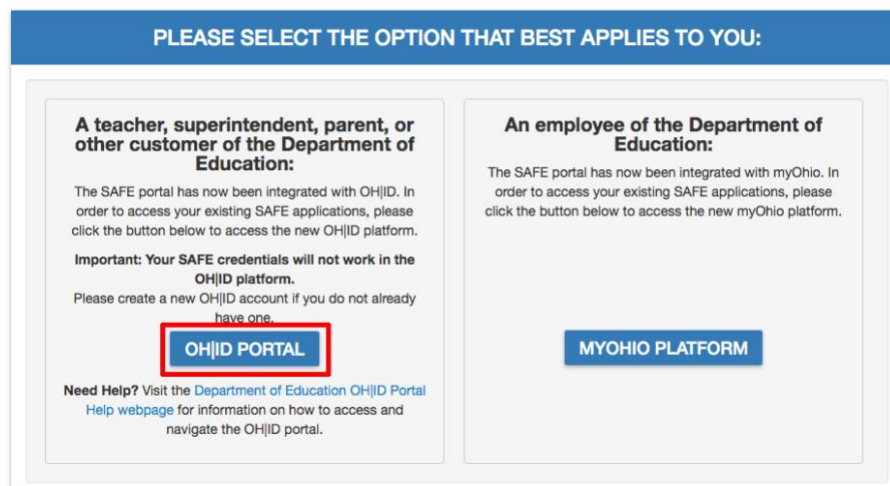 PLEASE SELECT THE OPTION THAT BEST APPLIES TO YOU:
A teacher, superintendent, parent, or
other customer of the Department of
Education:
The SAFE portal has now been integrated with OH|ID. In
order to access your existing SAFE applications, please
click the button below to access the new OH|ID platform.
Important: Your SAFE credentials will not work in the
OH|ID platform.
Please create a new OH|ID account if you do not already
have one.
OH|ID PORTAL
Need Help? Visit the Department of Education OH|ID Portal
Help webpage for information on how to access and
navigate the OH|ID portal.
An employee of the Department of
Education:
The SAFE portal has now been integrated with myOhio. In
order to access your existing SAFE applications, please
click the button below to access the new myOhio platform.
MYOHIO PLATFORM